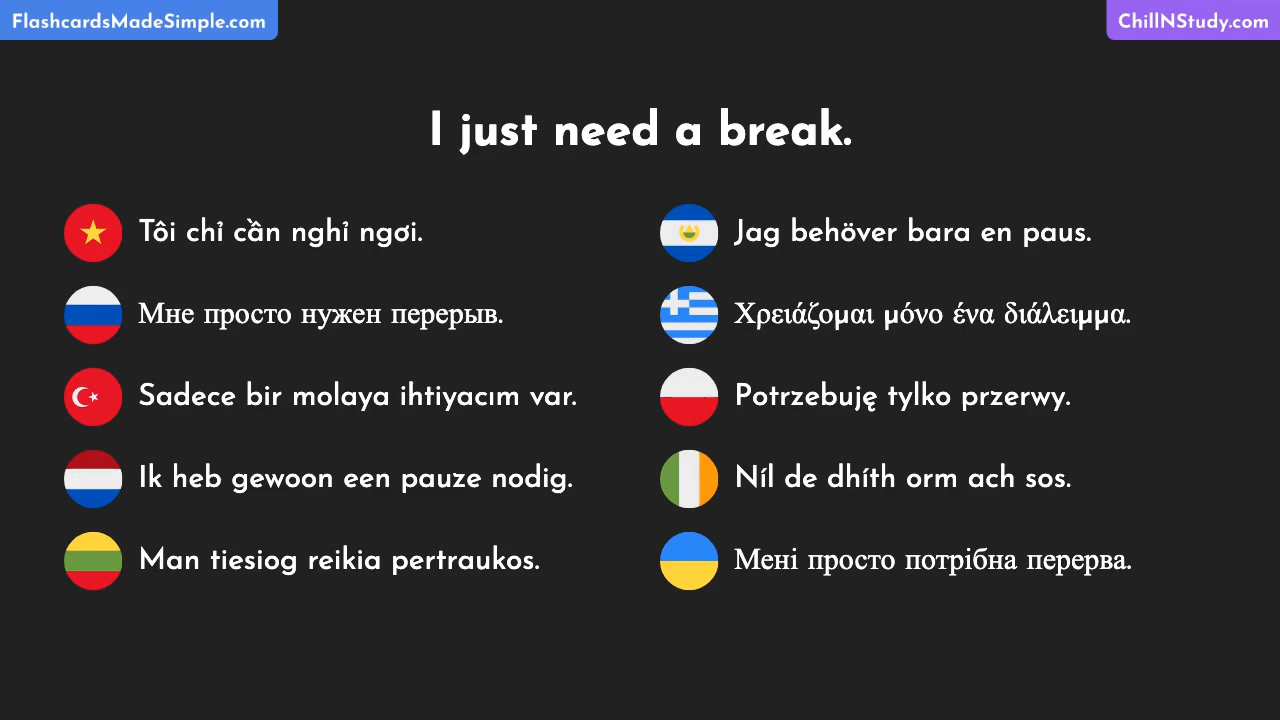 FlashcardsMadeSimple.com
ChillNStudy.com
I just need a break.
Tôi chỉ cần nghỉ ngơi.
Мне просто нужен перерыв.
Sadece bir molaya ihtiyacım var.
Ik heb gewoon een pauze nodig.
Man tiesiog reikia pertraukos.
Jag behöver bara en paus.
Χρειάζομαι μόνο ένα διάλειμμα.
Potrzebuję tylko przerwy.
Níl de dhíth orm ach sos.
Мені просто потрібна перерва.